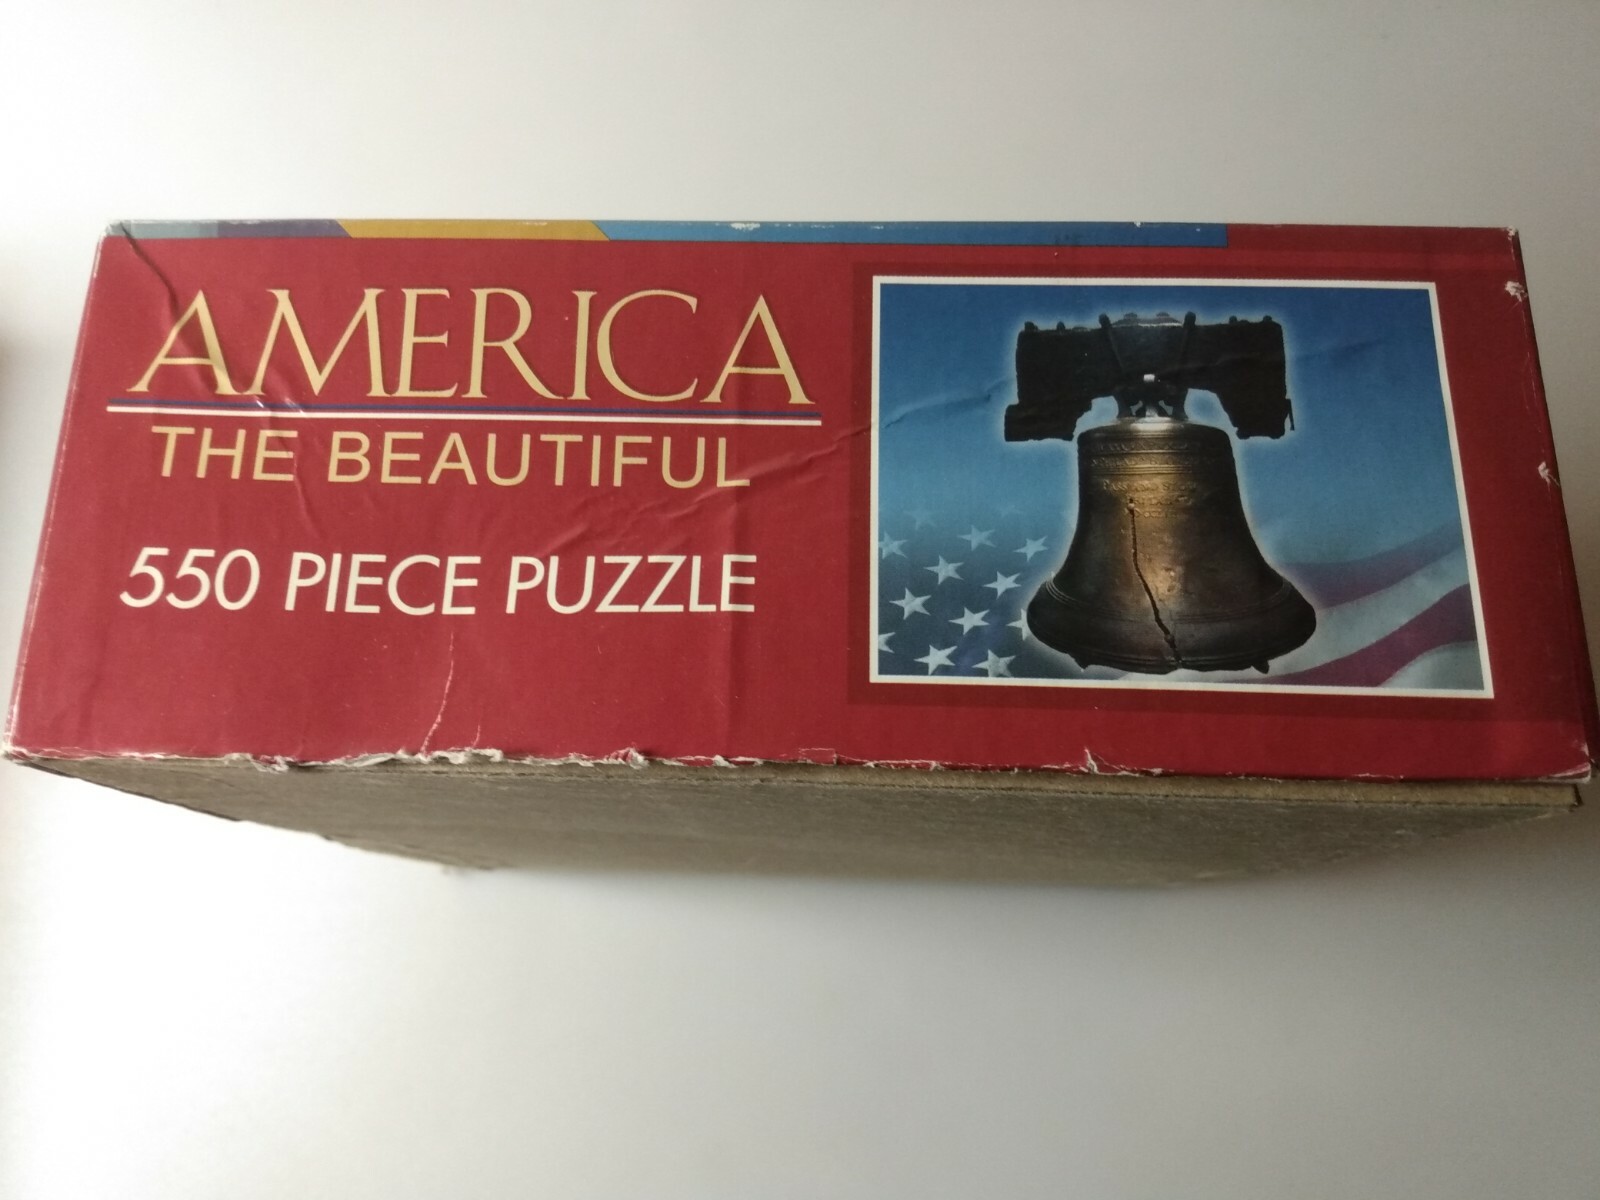 AMERICA
THE BEAUTIFUL
550 PIECE PUZZLE